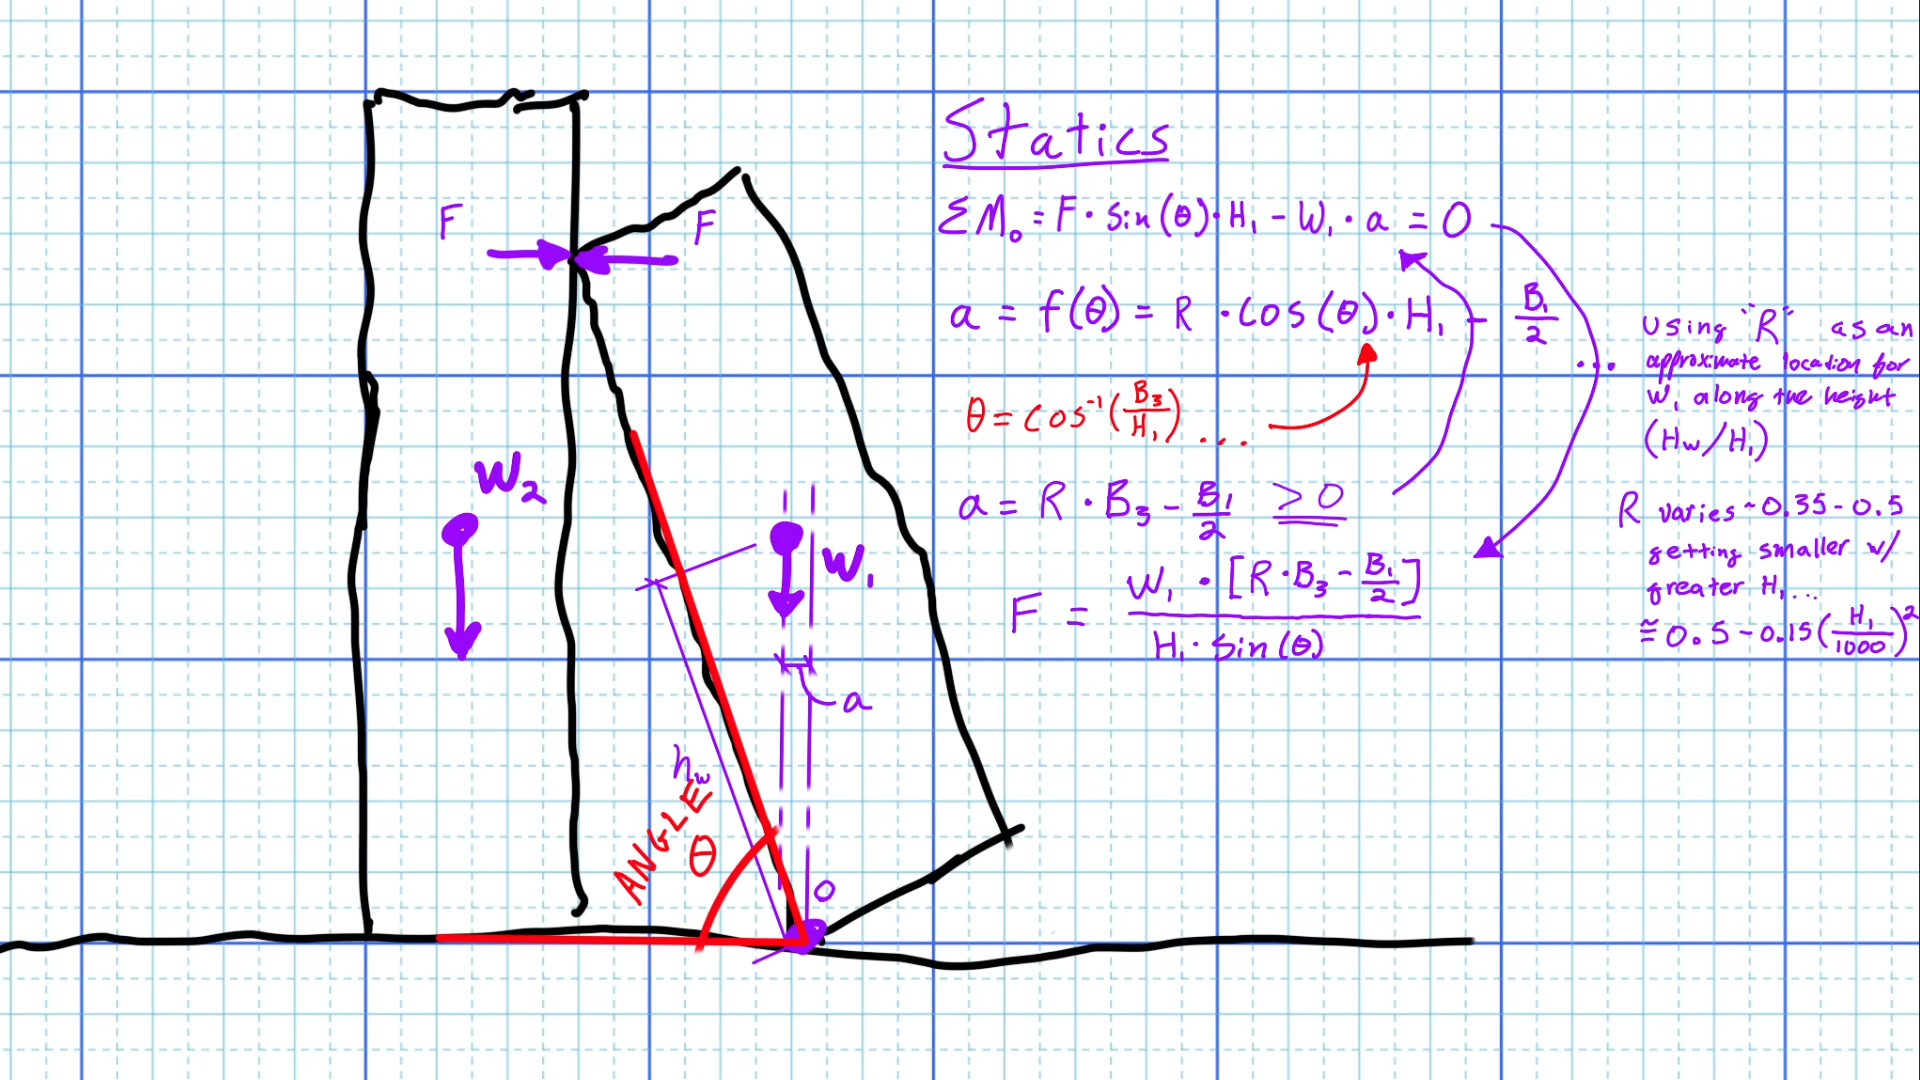 Statics
ΣM₀ = F · sin(θ) · H₁ - W₁ · a = 0
a = f(θ) = R · cos(θ) · H₁ - B₁/2 ...
θ = cos⁻¹(B₃/H₁) ...
a = R · B₃ - B₁/2 ≥ 0
F = W₁ · [R · B₃ - B₁/2] / H₁ · sin(θ)
Using "R" as an
approximate location for
W₁ along the height
(Hw/H₁)
R varies ~ 0.35 - 0.5
getting smaller w/
greater H₁ ...
≅ 0.5 - 0.15(H₁/1000)²
F
F
W₂
W₁
a
hw
ANGLE
θ
O